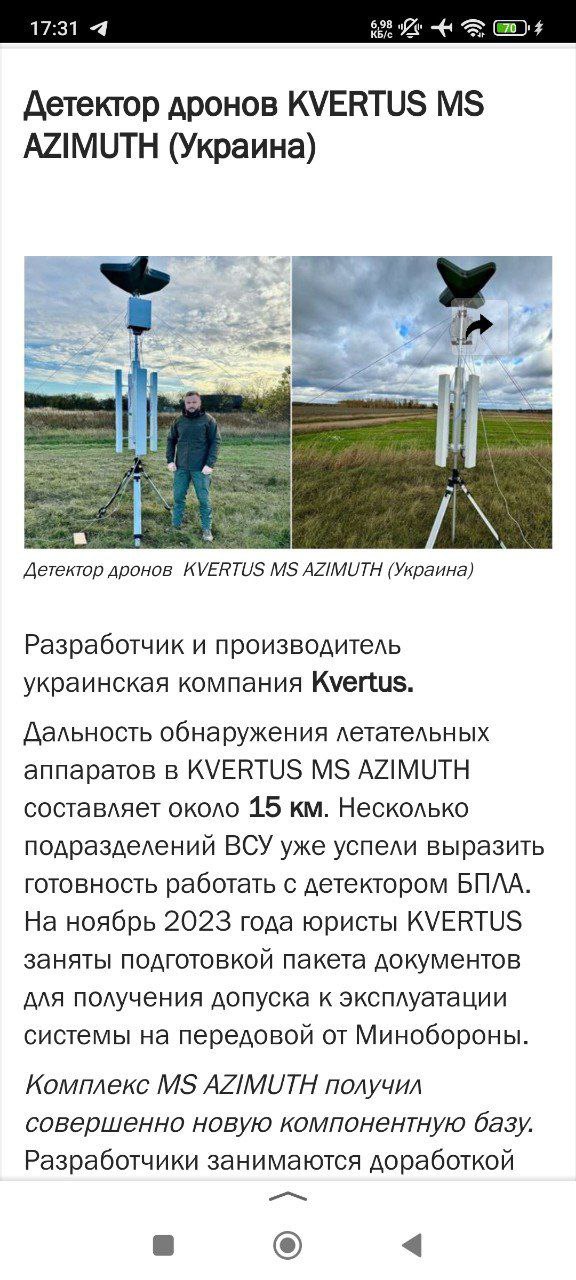 17:31
6,98
КБ/с
70
Детектор дронов KVERTUS MS
AZIMUTH (Украина)
Детектор дронов KVERTUS MS AZIMUTH (Украина)
Разработчик и производитель
украинская компания Kvertus.
Дальность обнаружения летательных
аппаратов в KVERTUS MS AZIMUTH
составляет около 15 км. Несколько
подразделений ВСУ уже успели выразить
готовность работать с детектором БПЛА.
На ноябрь 2023 года юристы KVERTUS
заняты подготовкой пакета документов
для получения допуска к эксплуатации
системы на передовой от Минобороны.
Комплекс MS AZIMUTH получил
совершенно новую компонентную базу.
Разработчики занимаются доработкой